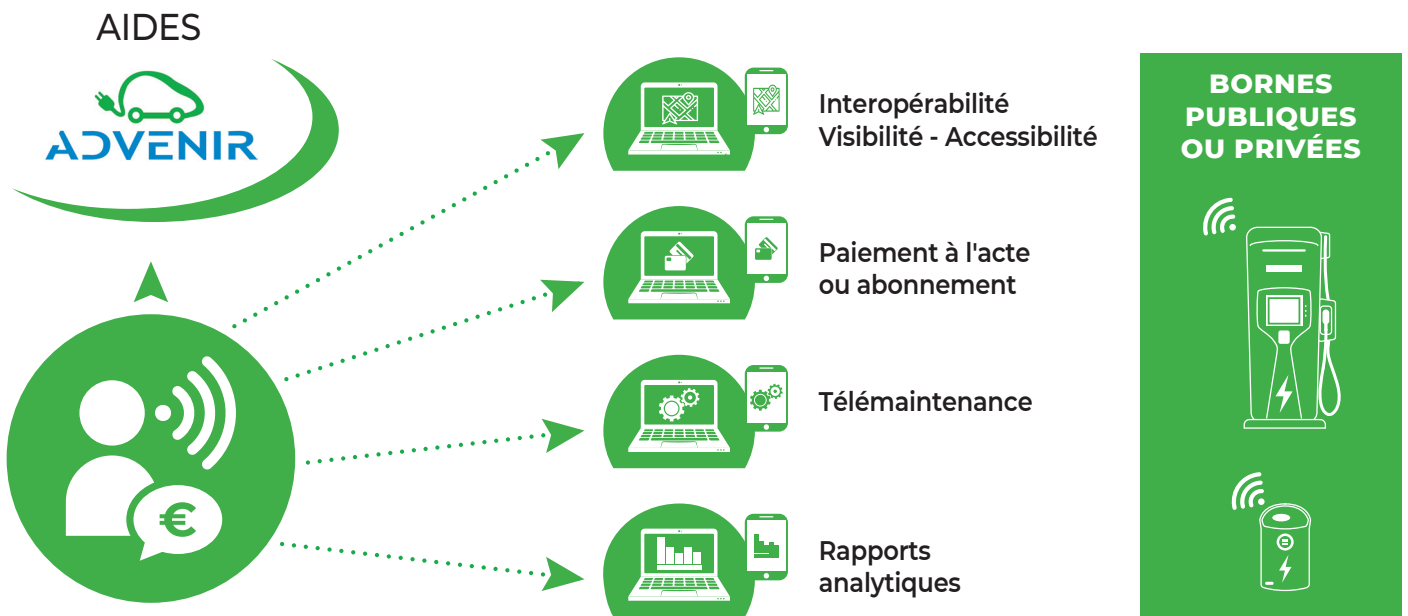 AIDES
ADVENIR
Interopérabilité
Visibilité - Accessibilité
Paiement à l'acte
ou abonnement
Télémaintenance
Rapports
analytiques
BORNES
PUBLIQUES
OU PRIVÉES
€